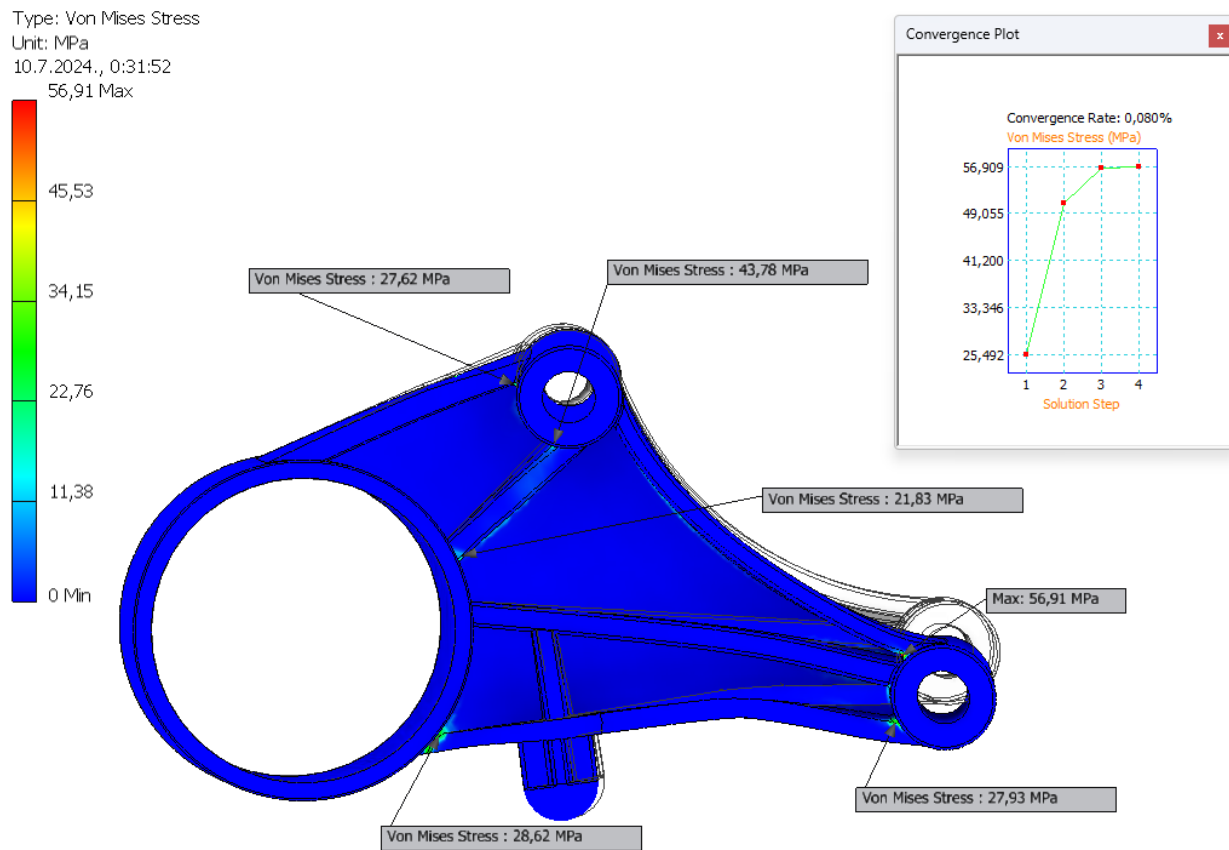 Type: Von Mises Stress
Unit: MPa
10.7.2024., 0:31:52
56,91 Max
45,53
34,15
22,76
11,38
0 Min
Convergence Plot
x
Convergence Rate: 0,080%
Von Mises Stress (MPa)
56,909
49,055
41,200
33,346
25,492
1 2 3 4
Solution Step
Von Mises Stress : 27,62 MPa
Von Mises Stress : 43,78 MPa
Von Mises Stress : 21,83 MPa
Max: 56,91 MPa
Von Mises Stress : 27,93 MPa
Von Mises Stress : 28,62 MPa